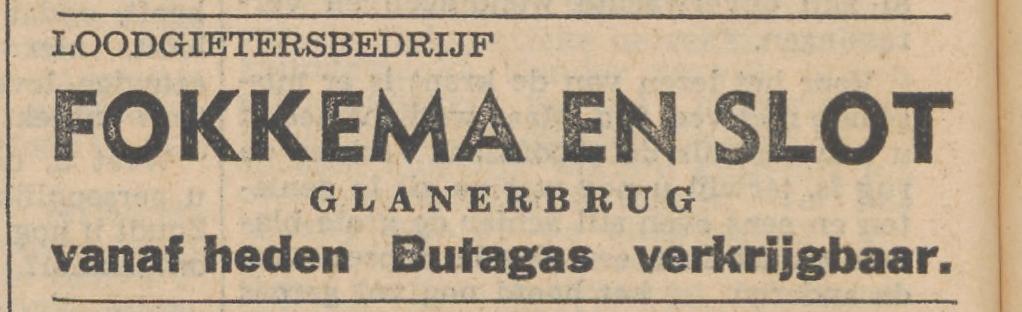 LOODGIETERSBEDRIJF
FOKKEMA EN SLOT
GLANERBRUG
vanaf heden Butagas verkrijgbaar.